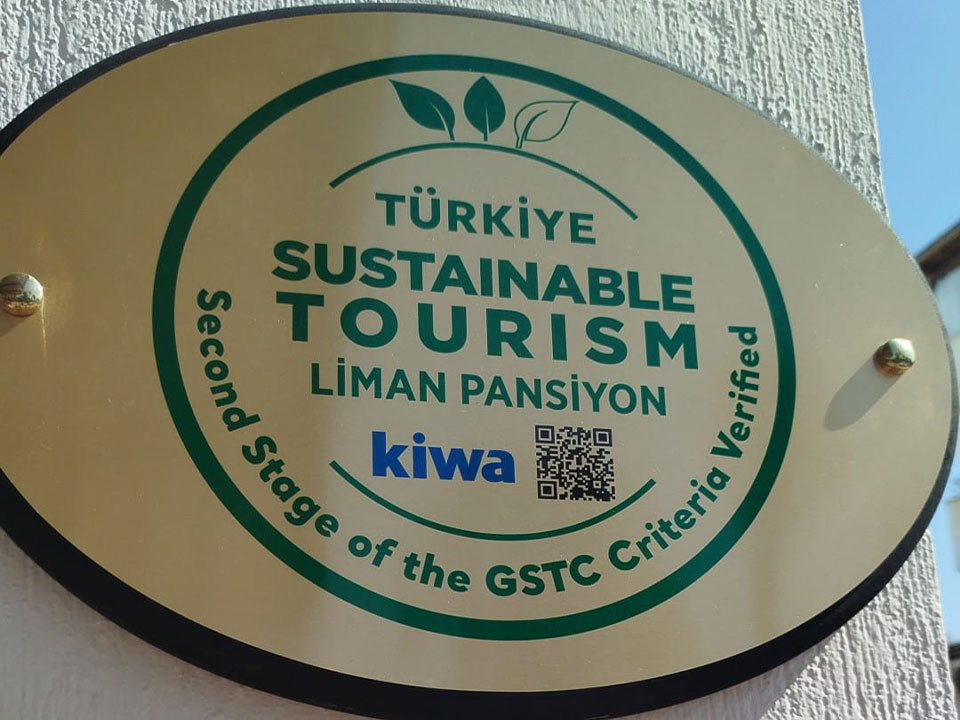 TÜRKİYE
SUSTAINABLE
TOURISM
LİMAN PANSİYON
kiwa
Second Stage of the GSTC Criteria Verified